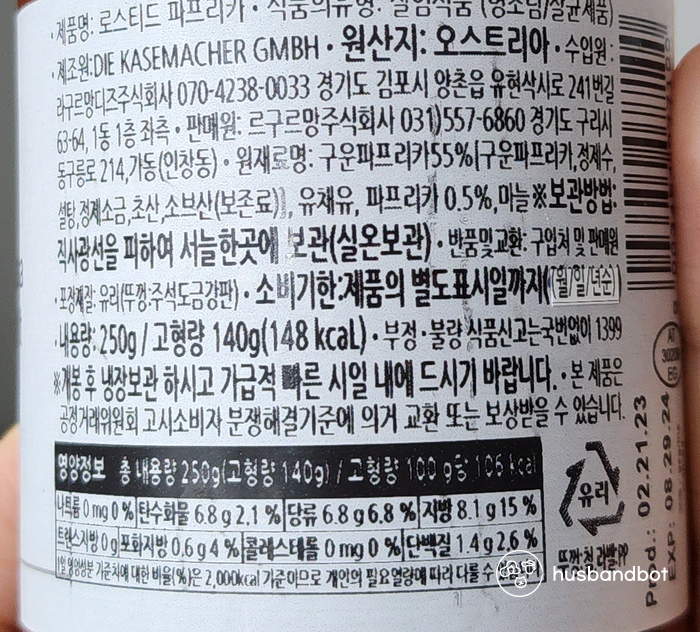 ·제품명: 로스티드 파프리카 · 식품의유형: 절임식품 (당조림/살균제품)
·제조원:DIE KASEMACHER GMBH · 원산지: 오스트리아 · 수입원 :
라구르망디즈주식회사 070-4238-0033 경기도 김포시 양촌읍 유현삭시로 241번길
63-64, 1동 1층 좌측 · 판매원: 르구르망주식회사 031)557-6860 경기도 구리시
동구릉로 214,가동(인창동) · 원재료명: 구운파프리카55%[구운파프리카,정제수,
설탕,정제소금,초산,소브산(보존료)], 유채유, 파프리카 0.5%,마늘 ※보관방법:
직사광선을 피하여 서늘한곳에 보관(실온보관) · 반품및교환: 구입처 및 판매원
·포장재질: 유리(뚜껑:주석도금강판) · 소비기한:제품의 별도표시일까지(월/일/년순)
·내용량: 250g / 고형량 140g(148 kcaL) · 부정·불량 식품신고는국번없이 1399
※개봉 후 냉장보관 하시고 가급적 빠른 시일 내에 드시기 바랍니다. · 본 제품은
공정거래위원회 고시소비자 분쟁해결기준에 의거 교환 또는 보상받을 수 있습니다.
영양정보 총 내용량 250g(고형량 140g) / 고형량 100 g당 106 kcal
나트륨 0 mg 0 % 탄수화물 6.8 g 2.1 % 당류 6.8 g 6.8 % 지방 8.1 g 15 %
트랜스지방 0 g 포화지방 0.6 g 4 % 콜레스테롤 0 mg 0 % 단백질 1.4 g 2.6 %
1일 영양성분 기준치에 대한 비율(%)은 2,000kcal 기준이므로 개인의 필요 열량에 따라 다를 수
유리
뚜껑:철
Prod.: 02.21.23
EXP: 08.29.24
AT
EG
husbandbot